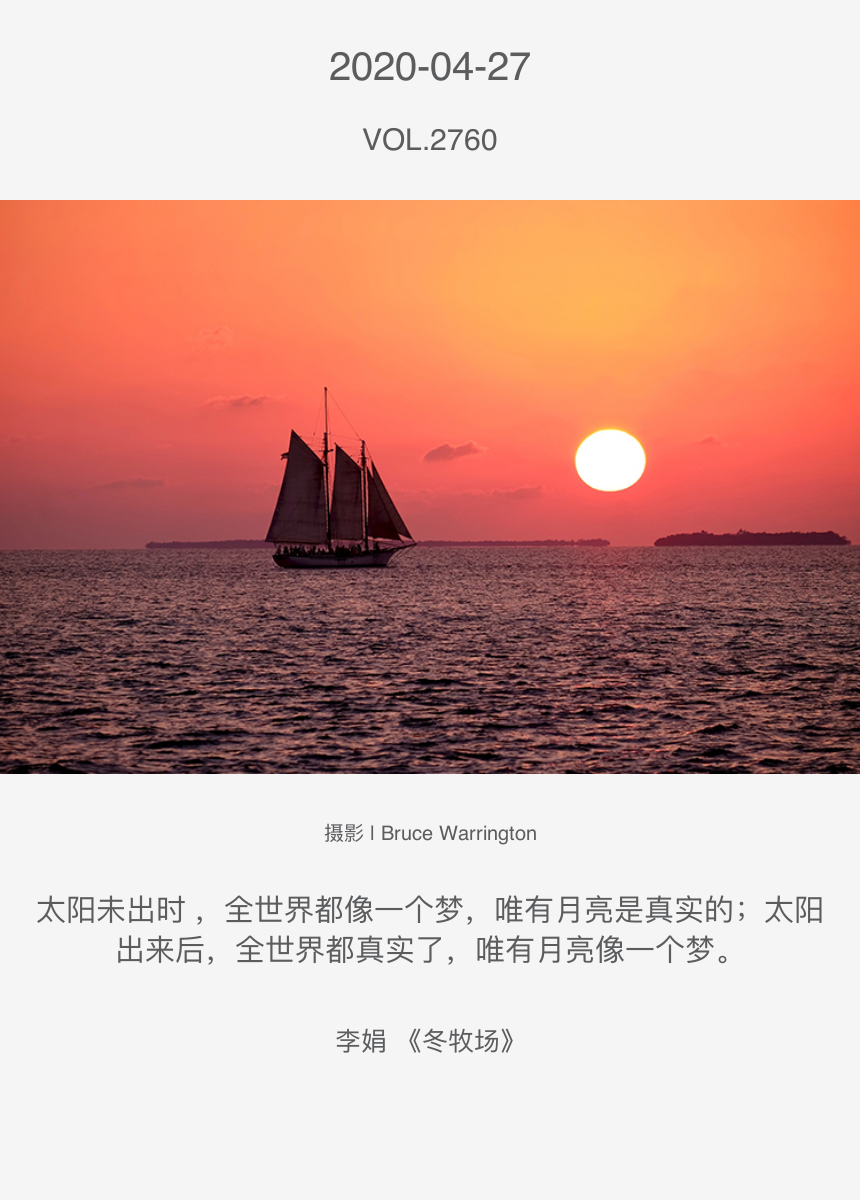 2020-04-27
VOL.2760
摄影 | Bruce Warrington
太阳未出时 ，全世界都像一个梦，唯有月亮是真实的；太阳
出来后，全世界都真实了，唯有月亮像一个梦。
李娟 《冬牧场》